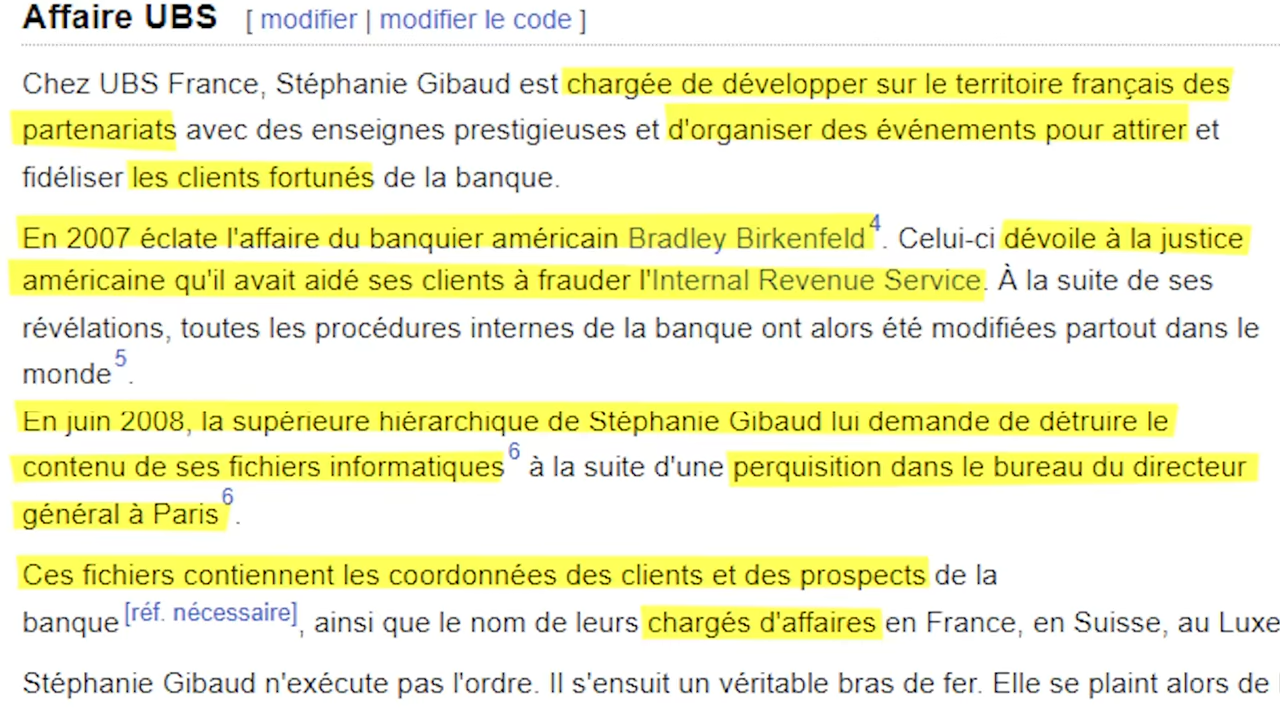 Affaire UBS [ modifier | modifier le code ]
Chez UBS France, Stéphanie Gibaud est chargée de développer sur le territoire français des
partenariats avec des enseignes prestigieuses et d'organiser des événements pour attirer et
fidéliser les clients fortunés de la banque.
En 2007 éclate l'affaire du banquier américain Bradley Birkenfeld 4. Celui-ci dévoile à la justice
américaine qu'il avait aidé ses clients à frauder l'Internal Revenue Service. À la suite de ses
révélations, toutes les procédures internes de la banque ont alors été modifiées partout dans le
monde 5.
En juin 2008, la supérieure hiérarchique de Stéphanie Gibaud lui demande de détruire le
contenu de ses fichiers informatiques 6 à la suite d'une perquisition dans le bureau du directeur
général à Paris 6.
Ces fichiers contiennent les coordonnées des clients et des prospects de la
banque [réf. nécessaire], ainsi que le nom de leurs chargés d'affaires en France, en Suisse, au Luxe
Stéphanie Gibaud n'exécute pas l'ordre. Il s'ensuit un véritable bras de fer. Elle se plaint alors de